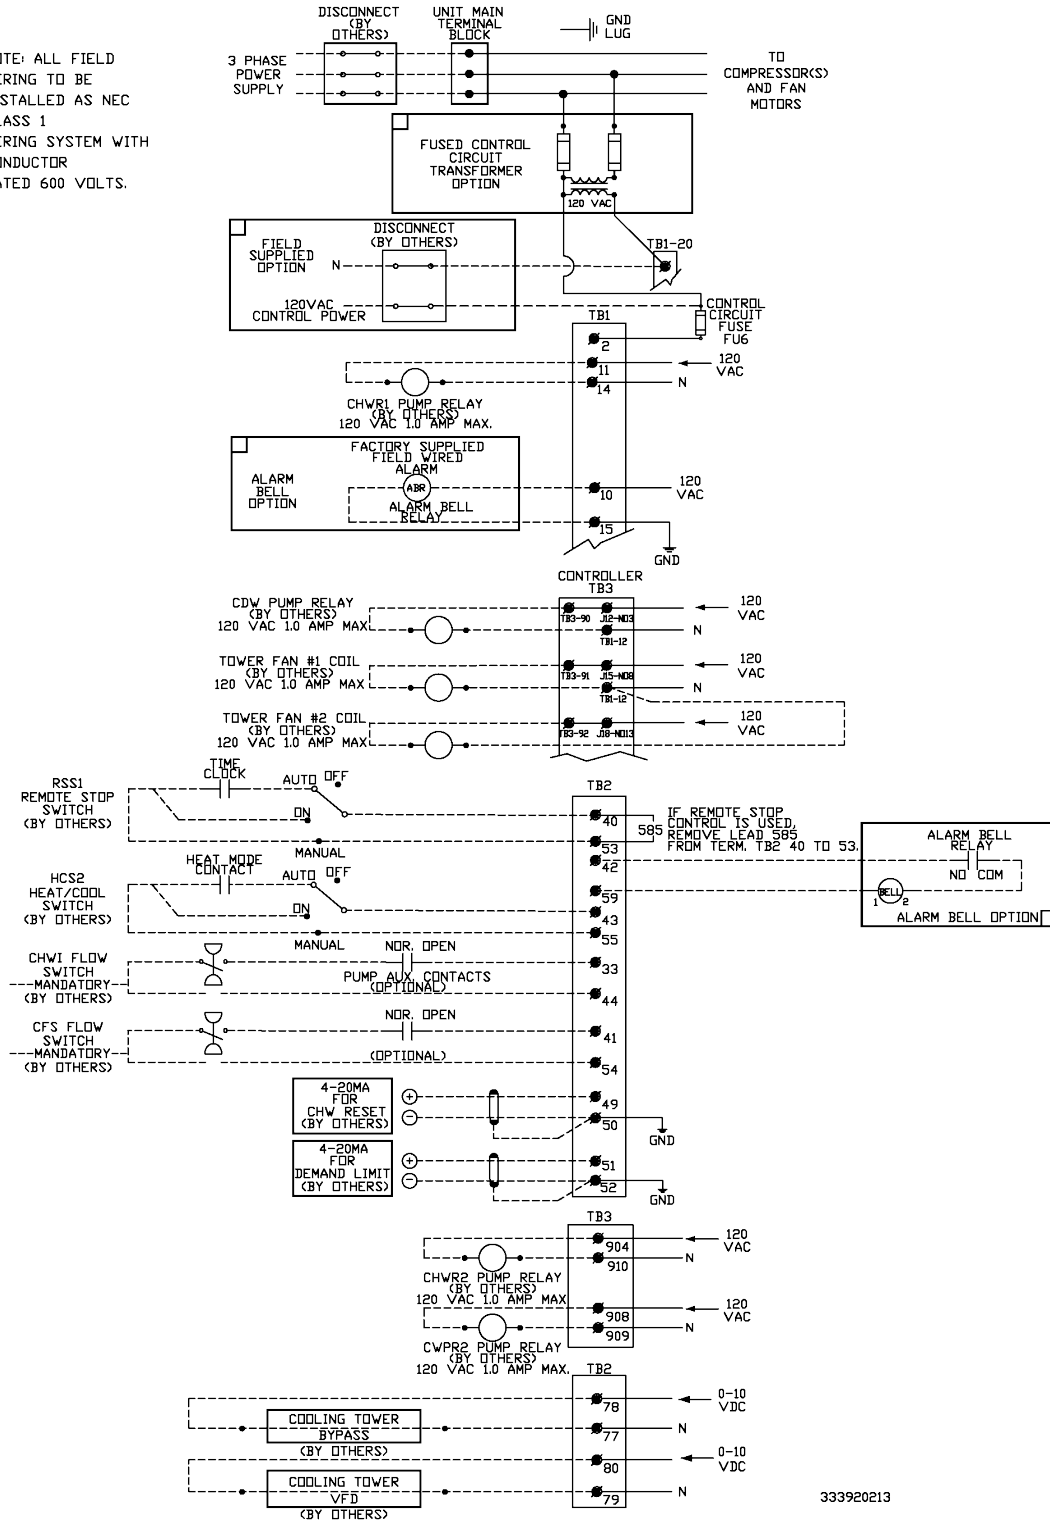 DISCONNECT
(BY
OTHERS)
UNIT MAIN
TERMINAL
BLOCK
GND
LUG
OTE: ALL FIELD
ERING TO BE
STALLED AS NEC
LASS 1
ERING SYSTEM WITH
ONDUCTOR
ATED 600 VOLTS.
3 PHASE
POWER
SUPPLY
TO
COMPRESSOR(S)
AND FAN
MOTORS
FUSED CONTROL
CIRCUIT
TRANSFORMER
OPTION
120 VAC
DISCONNECT
(BY OTHERS)
FIELD
SUPPLIED
OPTION
N
120VAC
CONTROL POWER
TB1-20
CONTROL
CIRCUIT
FUSE
FU6
TB1
2
11
120
VAC
14
N
CHWR1 PUMP RELAY
(BY OTHERS)
120 VAC 1.0 AMP MAX.
FACTORY SUPPLIED
FIELD WIRED
ALARM
ALARM
BELL
OPTION
ABR
ALARM BELL
RELAY
10
120
VAC
15
GND
CONTROLLER
TB3
CDW PUMP RELAY
(BY OTHERS)
120 VAC 1.0 AMP MAX
TB3-90
J12-NO3
120
VAC
TB1-12
N
TOWER FAN #1 COIL
(BY OTHERS)
120 VAC 1.0 AMP MAX
TB3-91
J15-NO8
120
VAC
TB1-12
N
TOWER FAN #2 COIL
(BY OTHERS)
120 VAC 1.0 AMP MAX
TB3-92
J18-NO13
120
VAC
TB2
RSS1
REMOTE STOP
SWITCH
(BY OTHERS)
TIME
CLOCK
AUTO
OFF
ON
MANUAL
40
53
585
IF REMOTE STOP
CONTROL IS USED,
REMOVE LEAD 585
FROM TERM. TB2 40 TO 53.
42
ALARM BELL
RELAY
NO COM
BELL
1
2
ALARM BELL OPTION
HCS2
HEAT/COOL
SWITCH
(BY OTHERS)
HEAT MODE
CONTACT
AUTO
OFF
ON
MANUAL
59
43
55
CHWI FLOW
SWITCH
MANDATORY
(BY OTHERS)
NOR. OPEN
PUMP AUX. CONTACTS
(OPTIONAL)
33
44
CFS FLOW
SWITCH
MANDATORY
(BY OTHERS)
NOR. OPEN
(OPTIONAL)
41
54
4-20MA
FOR
CHW RESET
(BY OTHERS)
+
-
49
50
GND
4-20MA
FOR
DEMAND LIMIT
(BY OTHERS)
+
-
51
52
GND
TB3
904
120
VAC
910
N
CHWR2 PUMP RELAY
(BY OTHERS)
120 VAC 1.0 AMP MAX
908
120
VAC
909
N
CWPR2 PUMP RELAY
(BY OTHERS)
120 VAC 1.0 AMP MAX.
TB2
78
0-10
VDC
COOLING TOWER
BYPASS
(BY OTHERS)
77
N
80
0-10
VDC
COOLING TOWER
VFD
(BY OTHERS)
79
N
333920213